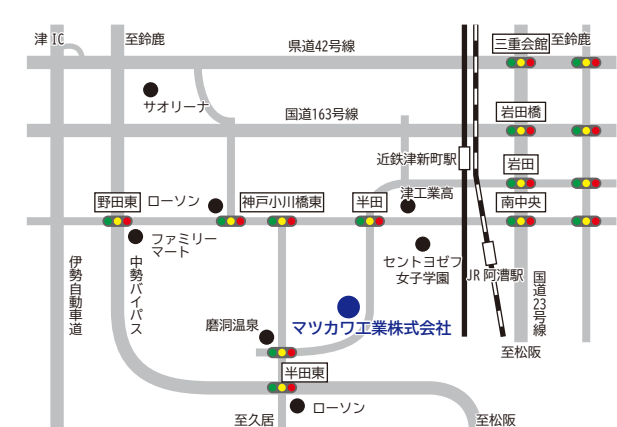 津 IC
至鈴鹿
県道42号線
三重会館
至鈴鹿
サオリーナ
国道163号線
岩田橋
近鉄津新町駅
岩田
津工業高
野田東
ローソン
神戸小川橋東
半田
南中央
ファミリー
マート
セントヨゼフ
女子学園
伊勢自動車道
中勢バイパス
JR 阿漕駅
国道23号線
磨洞温泉
マツカワ工業株式会社
至松阪
半田東
ローソン
至久居
至松阪